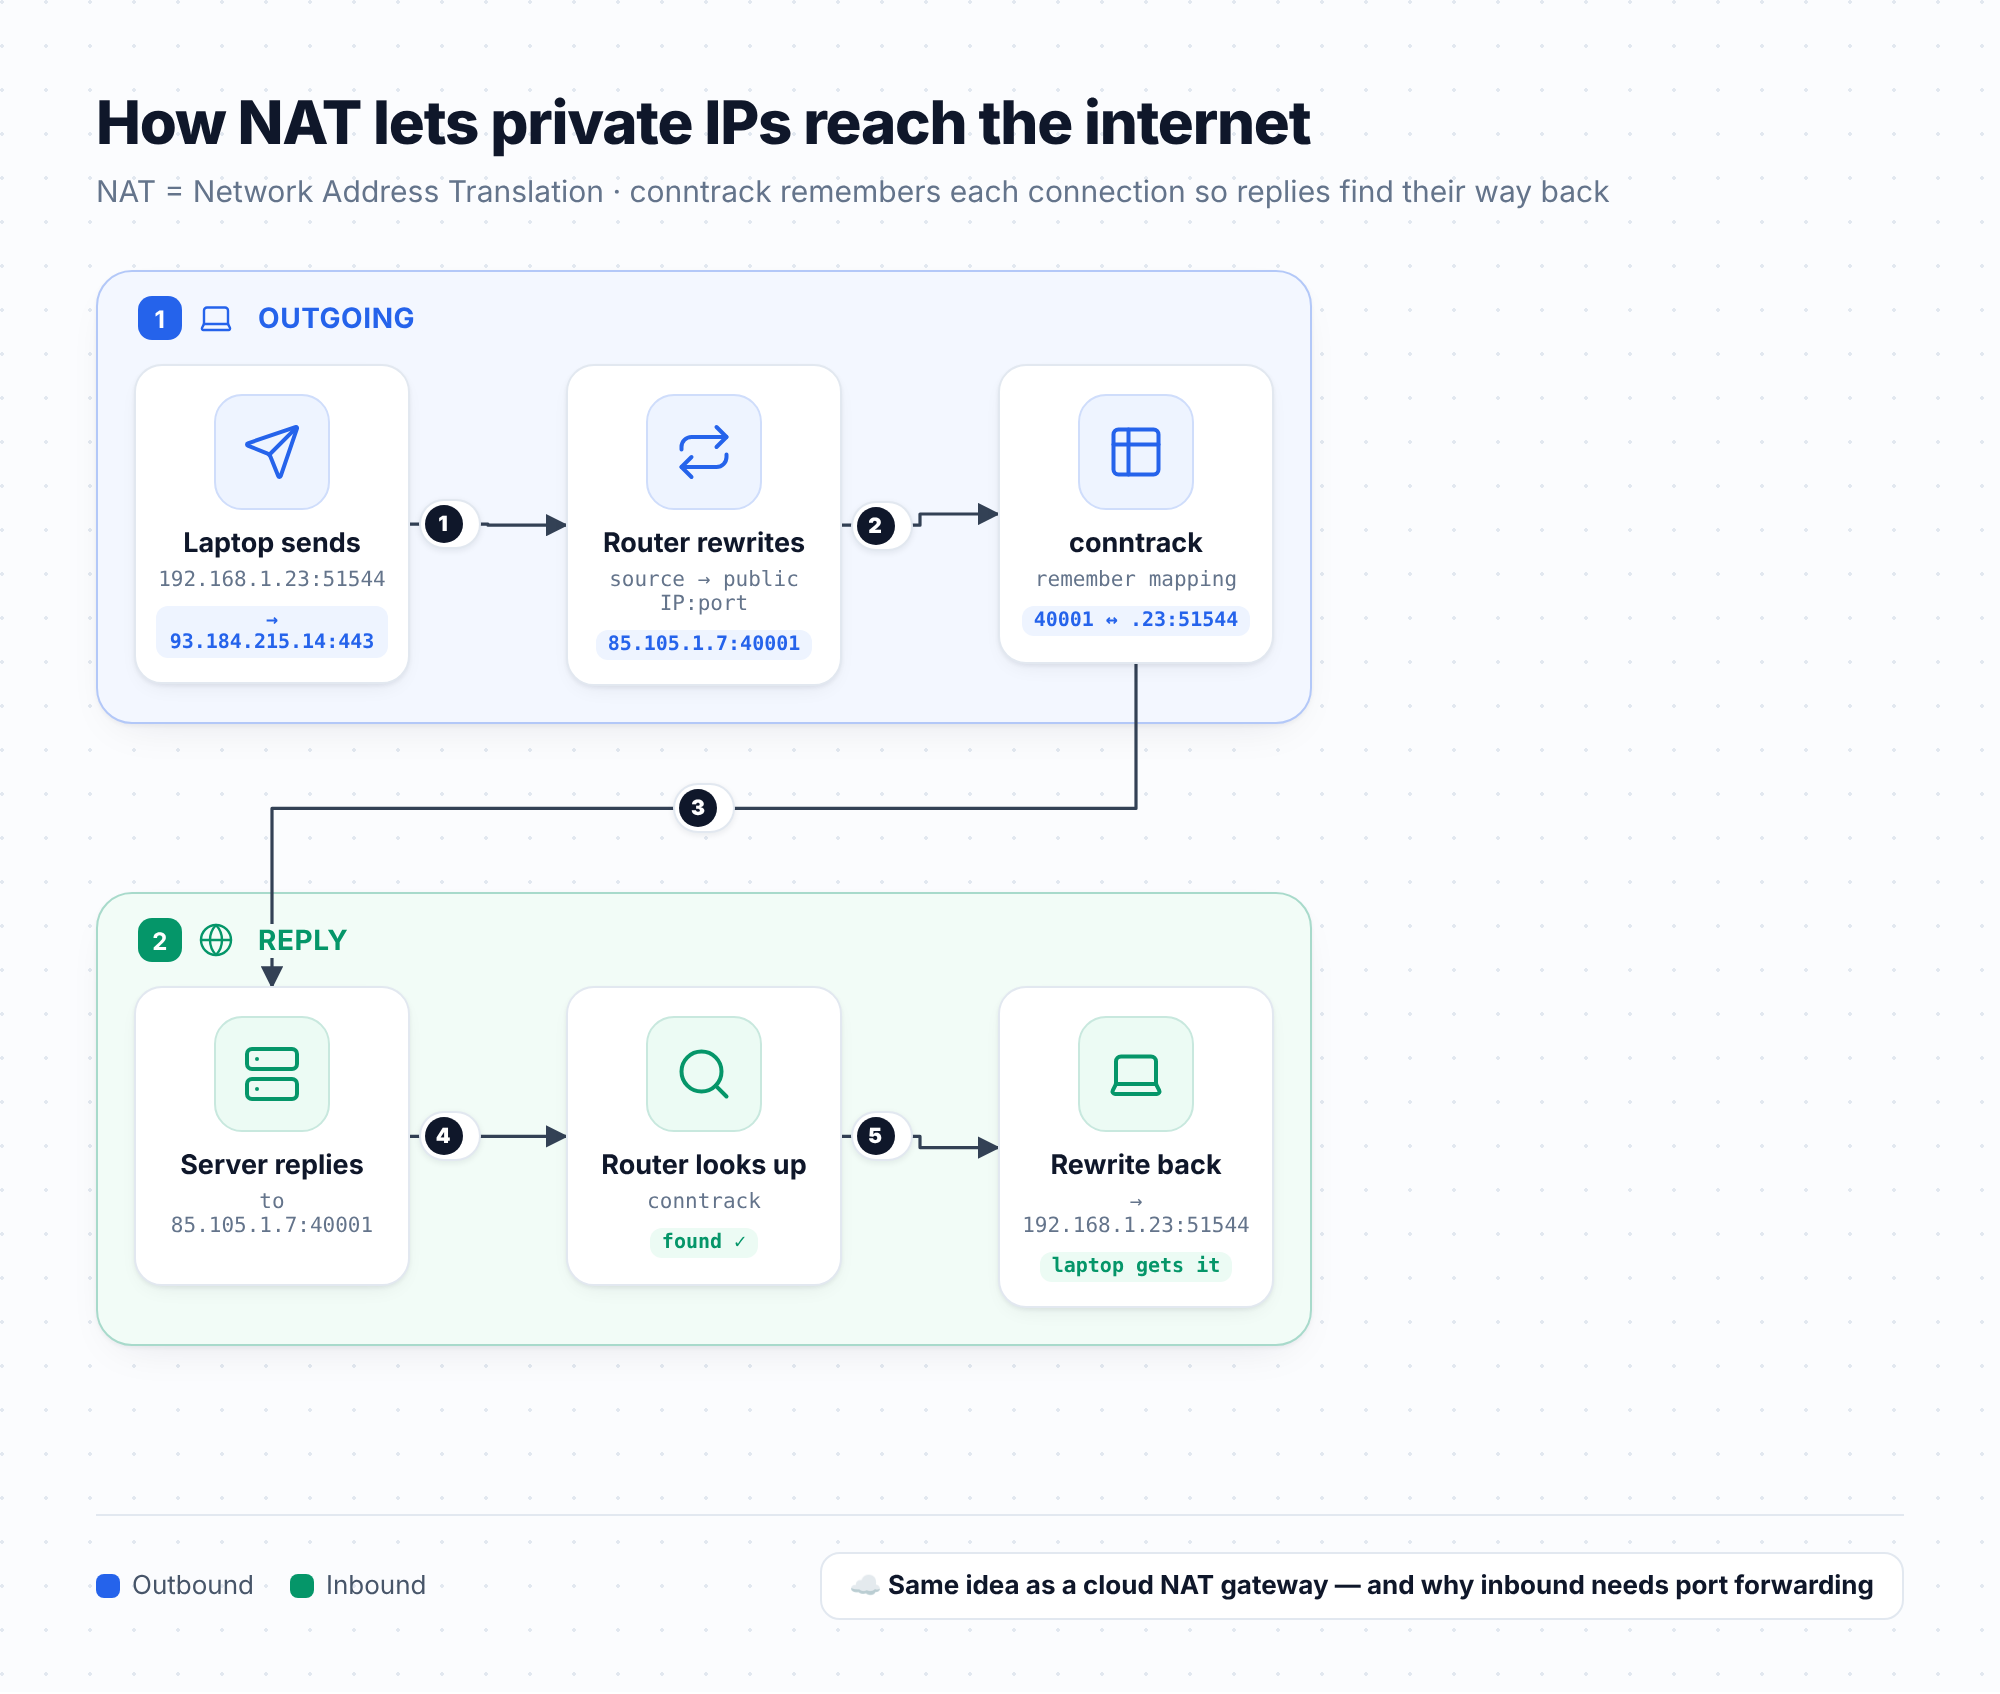 How NAT lets private IPs reach the internet
NAT = Network Address Translation · conntrack remembers each connection so replies find their way back
1 OUTGOING
Laptop sends
192.168.1.23:51544
→
93.184.215.14:443
1
Router rewrites
source → public
IP:port
85.105.1.7:40001
2
conntrack
remember mapping
40001 ↔ .23:51544
3
2 REPLY
Server replies
to
85.105.1.7:40001
4
Router looks up
conntrack
found ✓
5
Rewrite back
→
192.168.1.23:51544
laptop gets it
Outbound
Inbound
☁️ Same idea as a cloud NAT gateway — and why inbound needs port forwarding